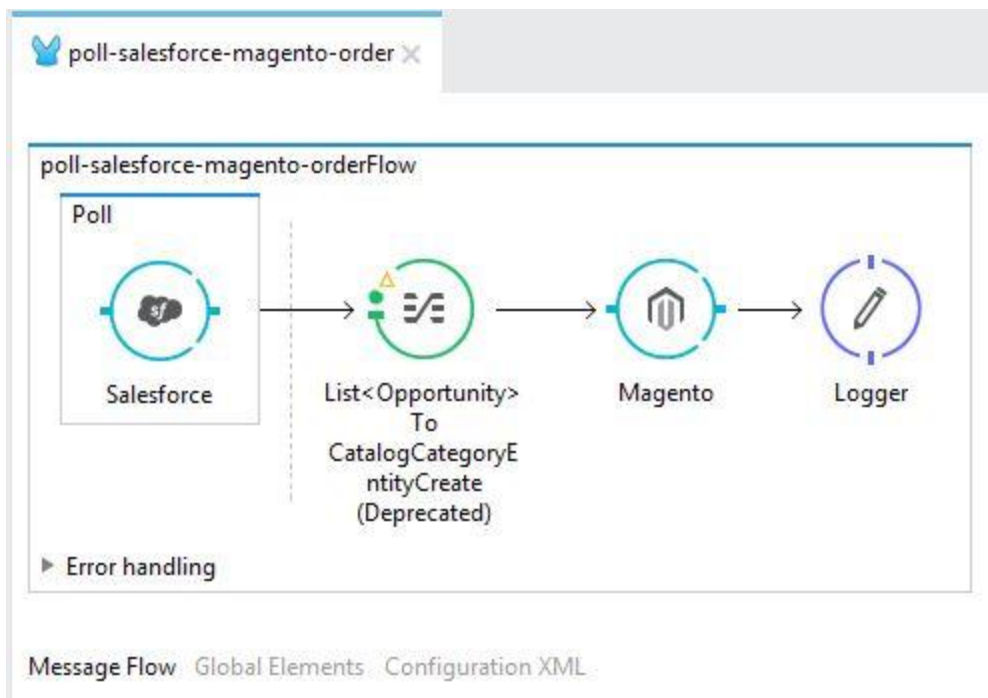 poll-salesforce-magento-order
poll-salesforce-magento-orderFlow
Poll
sf
Salesforce
List<Opportunity>
To
CatalogCategoryE
ntityCreate
(Deprecated)
Magento
Logger
Error handling
Message Flow Global Elements Configuration XML